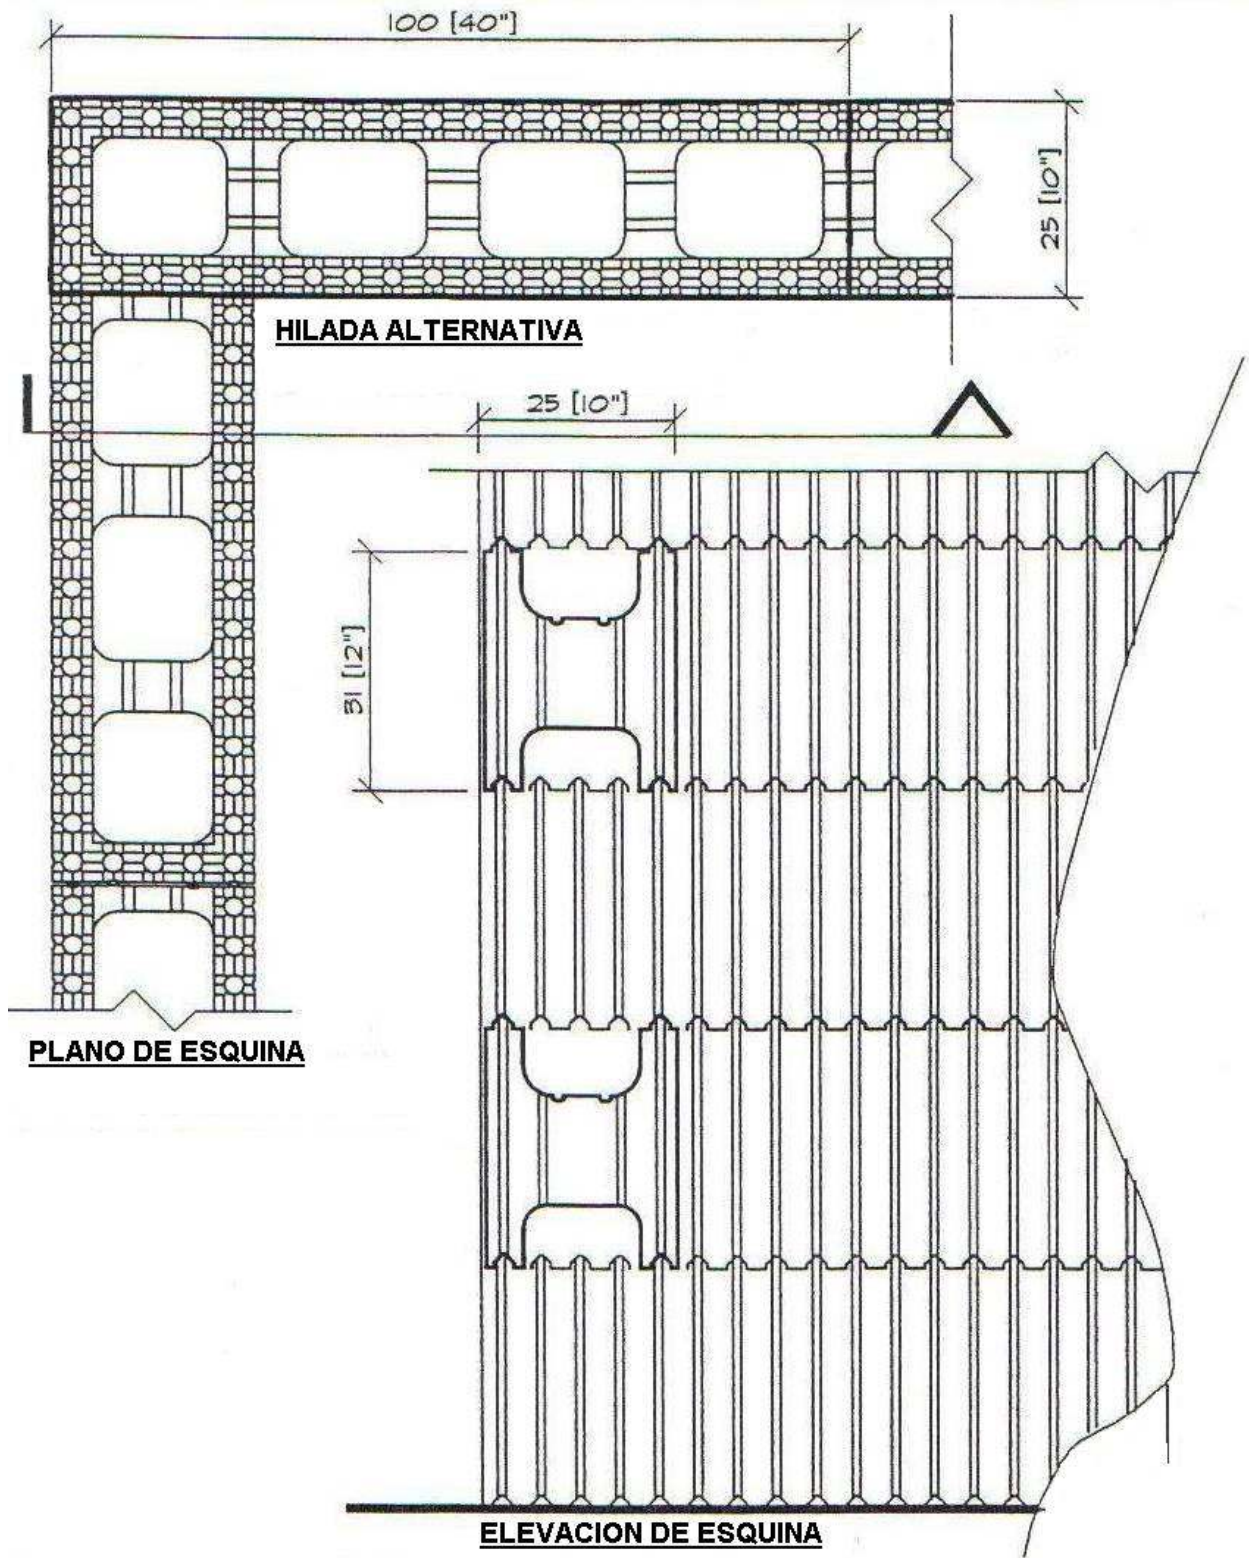 100 [40"]
25 [10"]
HILADA ALTERNATIVA
25 [10"]
31 [12"]
PLANO DE ESQUINA
ELEVACION DE ESQUINA